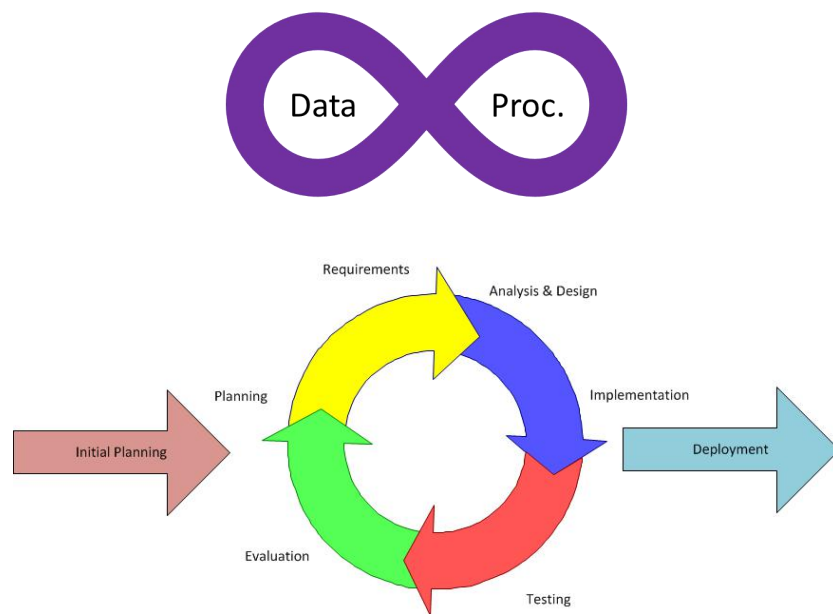 Data
Proc.
Requirements
Analysis & Design
Planning
Implementation
Initial Planning
Deployment
Evaluation
Testing